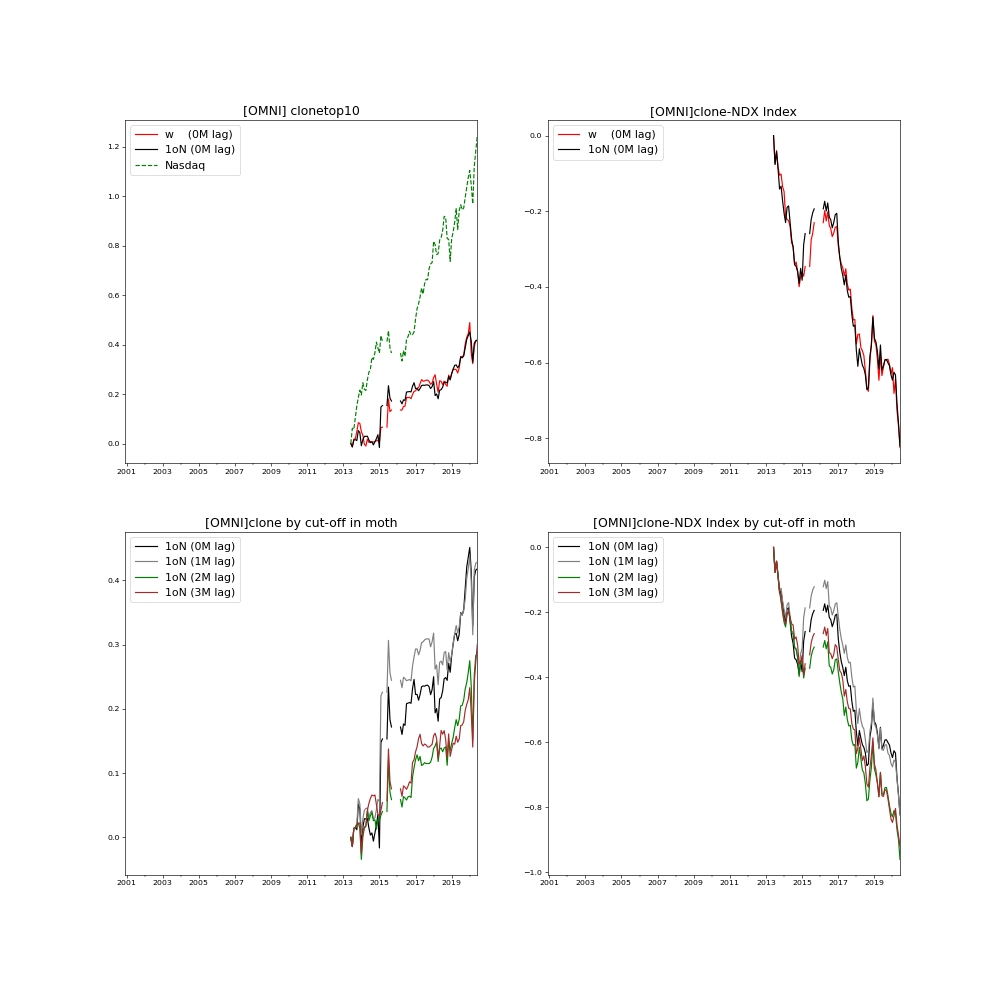 [OMNI] clonetop10
w    (0M lag)
1oN (0M lag)
Nasdaq
1.2
1.0
0.8
0.6
0.4
0.2
0.0
2001 2003 2005 2007 2009 2011 2013 2015 2017 2019
[OMNI]clone-NDX Index
w    (0M lag)
1oN (0M lag)
0.0
−0.2
−0.4
−0.6
−0.8
2001 2003 2005 2007 2009 2011 2013 2015 2017 2019
[OMNI]clone by cut-off in moth
1oN (0M lag)
1oN (1M lag)
1oN (2M lag)
1oN (3M lag)
0.4
0.3
0.2
0.1
0.0
2001 2003 2005 2007 2009 2011 2013 2015 2017 2019
[OMNI]clone-NDX Index by cut-off in moth
1oN (0M lag)
1oN (1M lag)
1oN (2M lag)
1oN (3M lag)
0.0
−0.2
−0.4
−0.6
−0.8
−1.0
2001 2003 2005 2007 2009 2011 2013 2015 2017 2019